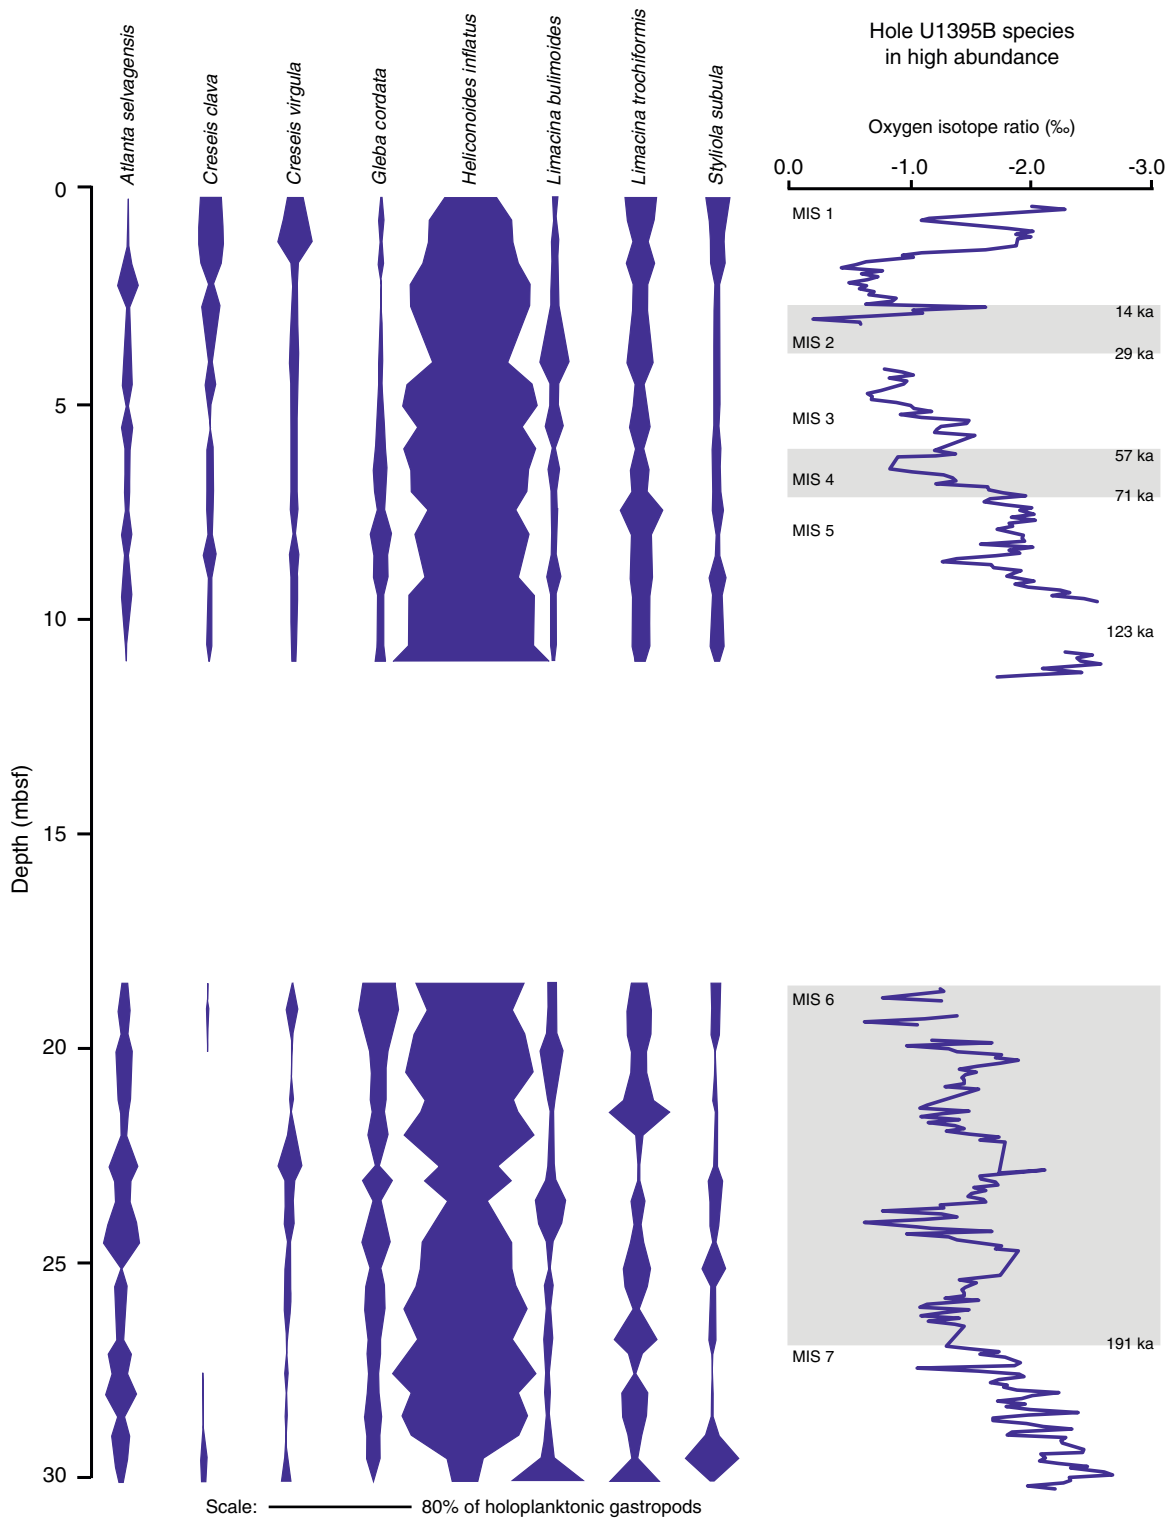 Hole U1395B species
in high abundance
Atlanta selvagensis
Creseis clava
Creseis virgula
Gleba cordata
Heliconoides inflatus
Limacina bulimoides
Limacina trochiformis
Styliola subula
Oxygen isotope ratio (‰)
0.0 -1.0 -2.0 -3.0
0
MIS 1
14 ka
MIS 2
29 ka
5
MIS 3
57 ka
MIS 4
71 ka
MIS 5
10
123 ka
Depth (mbsf)
15
MIS 6
20
25
191 ka
MIS 7
30
Scale: 80% of holoplanktonic gastropods